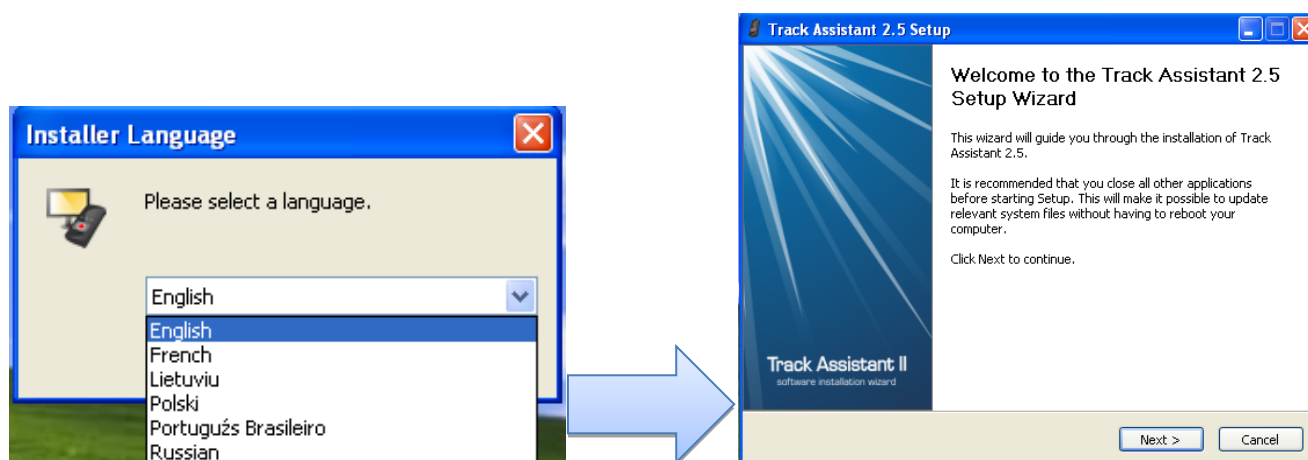 Installer Language
Please select a language.
English
English
French
Lietuviu
Polski
Portuguźs Brasileiro
Russian
Track Assistant 2.5 Setup
Welcome to the Track Assistant 2.5
Setup Wizard
This wizard will guide you through the installation of Track
Assistant 2.5.
It is recommended that you close all other applications
before starting Setup. This will make it possible to update
relevant system files without having to reboot your
computer.
Click Next to continue.
Track Assistant II
software installation wizard
Next >
Cancel